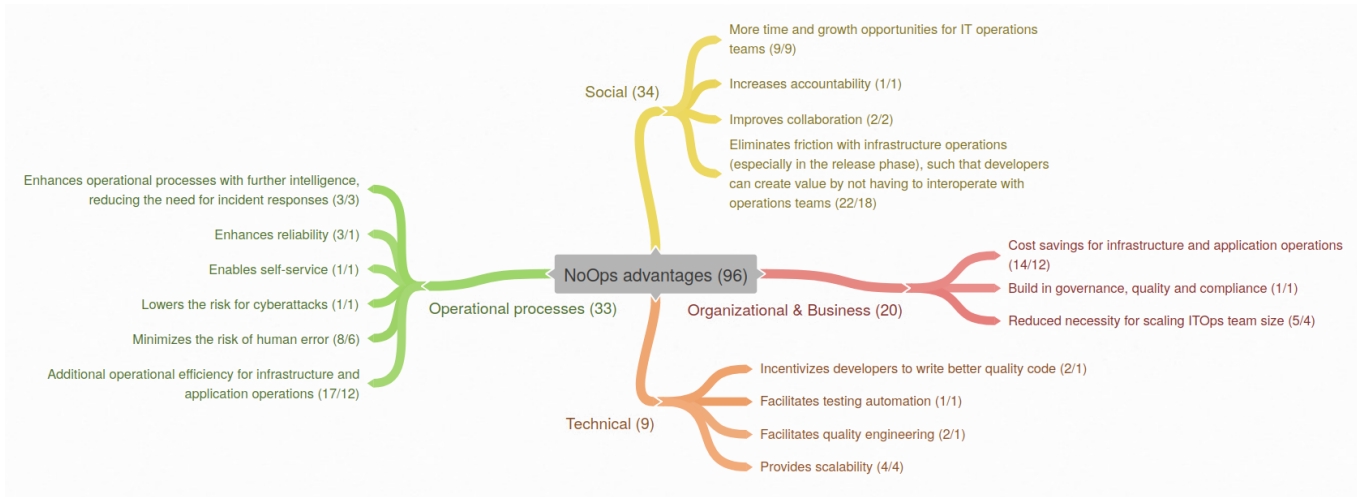 More time and growth opportunities for IT operations
teams (9/9)
Social (34)
Increases accountability (1/1)
Improves collaboration (2/2)
Eliminates friction with infrastructure operations
(especially in the release phase), such that developers
can create value by not having to interoperate with
operations teams (22/18)
Enhances operational processes with further intelligence,
reducing the need for incident responses (3/3)
Enhances reliability (3/1)
Enables self-service (1/1)
Lowers the risk for cyberattacks (1/1)
Minimizes the risk of human error (8/6)
Additional operational efficiency for infrastructure and
application operations (17/12)
Operational processes (33)
NoOps advantages (96)
Organizational & Business (20)
Cost savings for infrastructure and application operations
(14/12)
Build in governance, quality and compliance (1/1)
Reduced necessity for scaling ITOps team size (5/4)
Technical (9)
Incentivizes developers to write better quality code (2/1)
Facilitates testing automation (1/1)
Facilitates quality engineering (2/1)
Provides scalability (4/4)